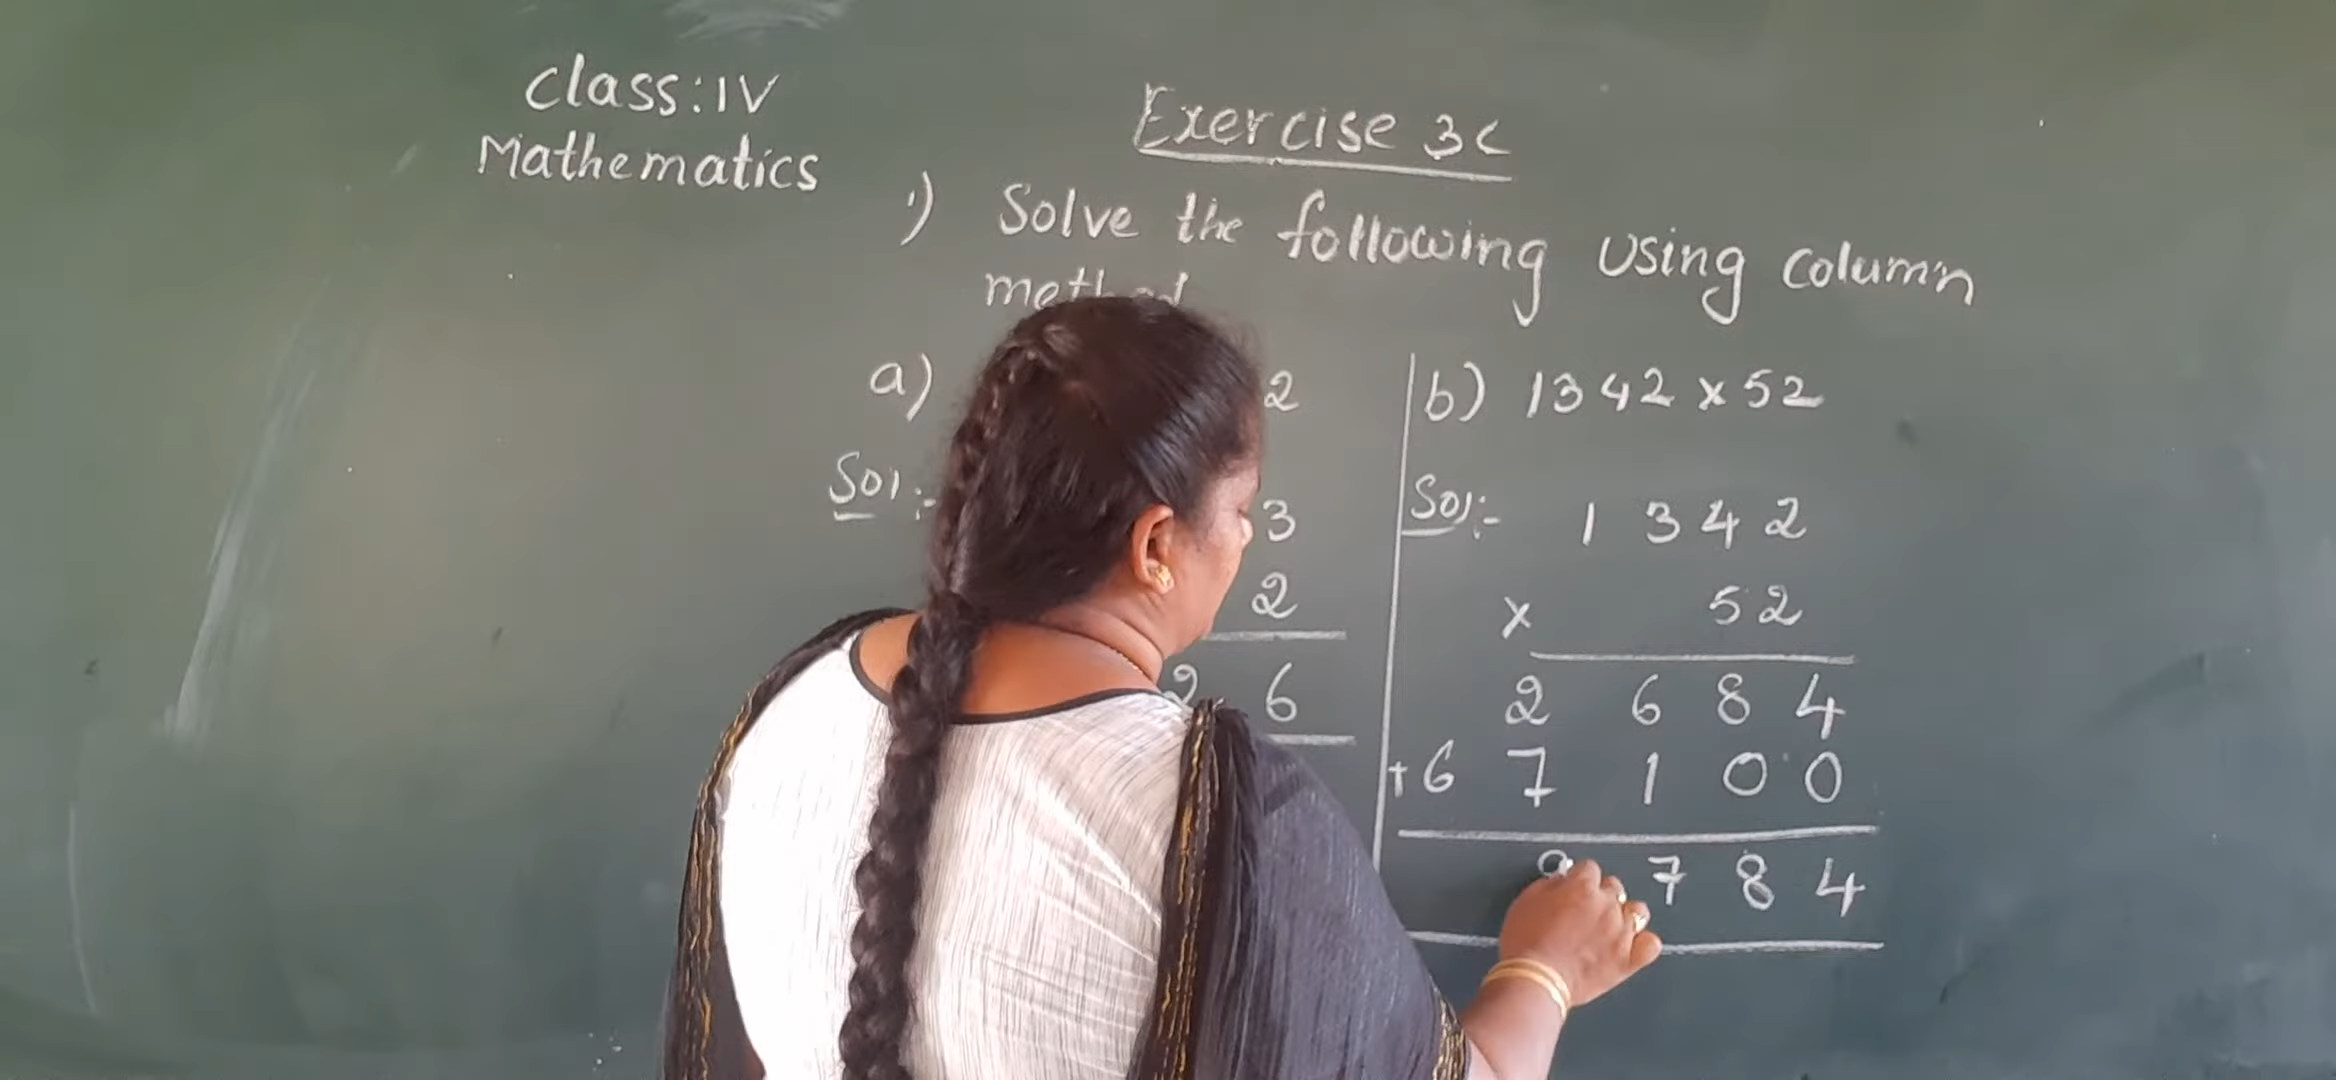 Class:IV
Mathematics
Exercise 3C
1) Solve the following using column
method
a) 2
Sol:-
3
2
2 6
b) 1342 x 52
Sol:-
1 3 4 2
x 5 2
2 6 8 4
+ 6 7 1 0 0
9 7 8 4